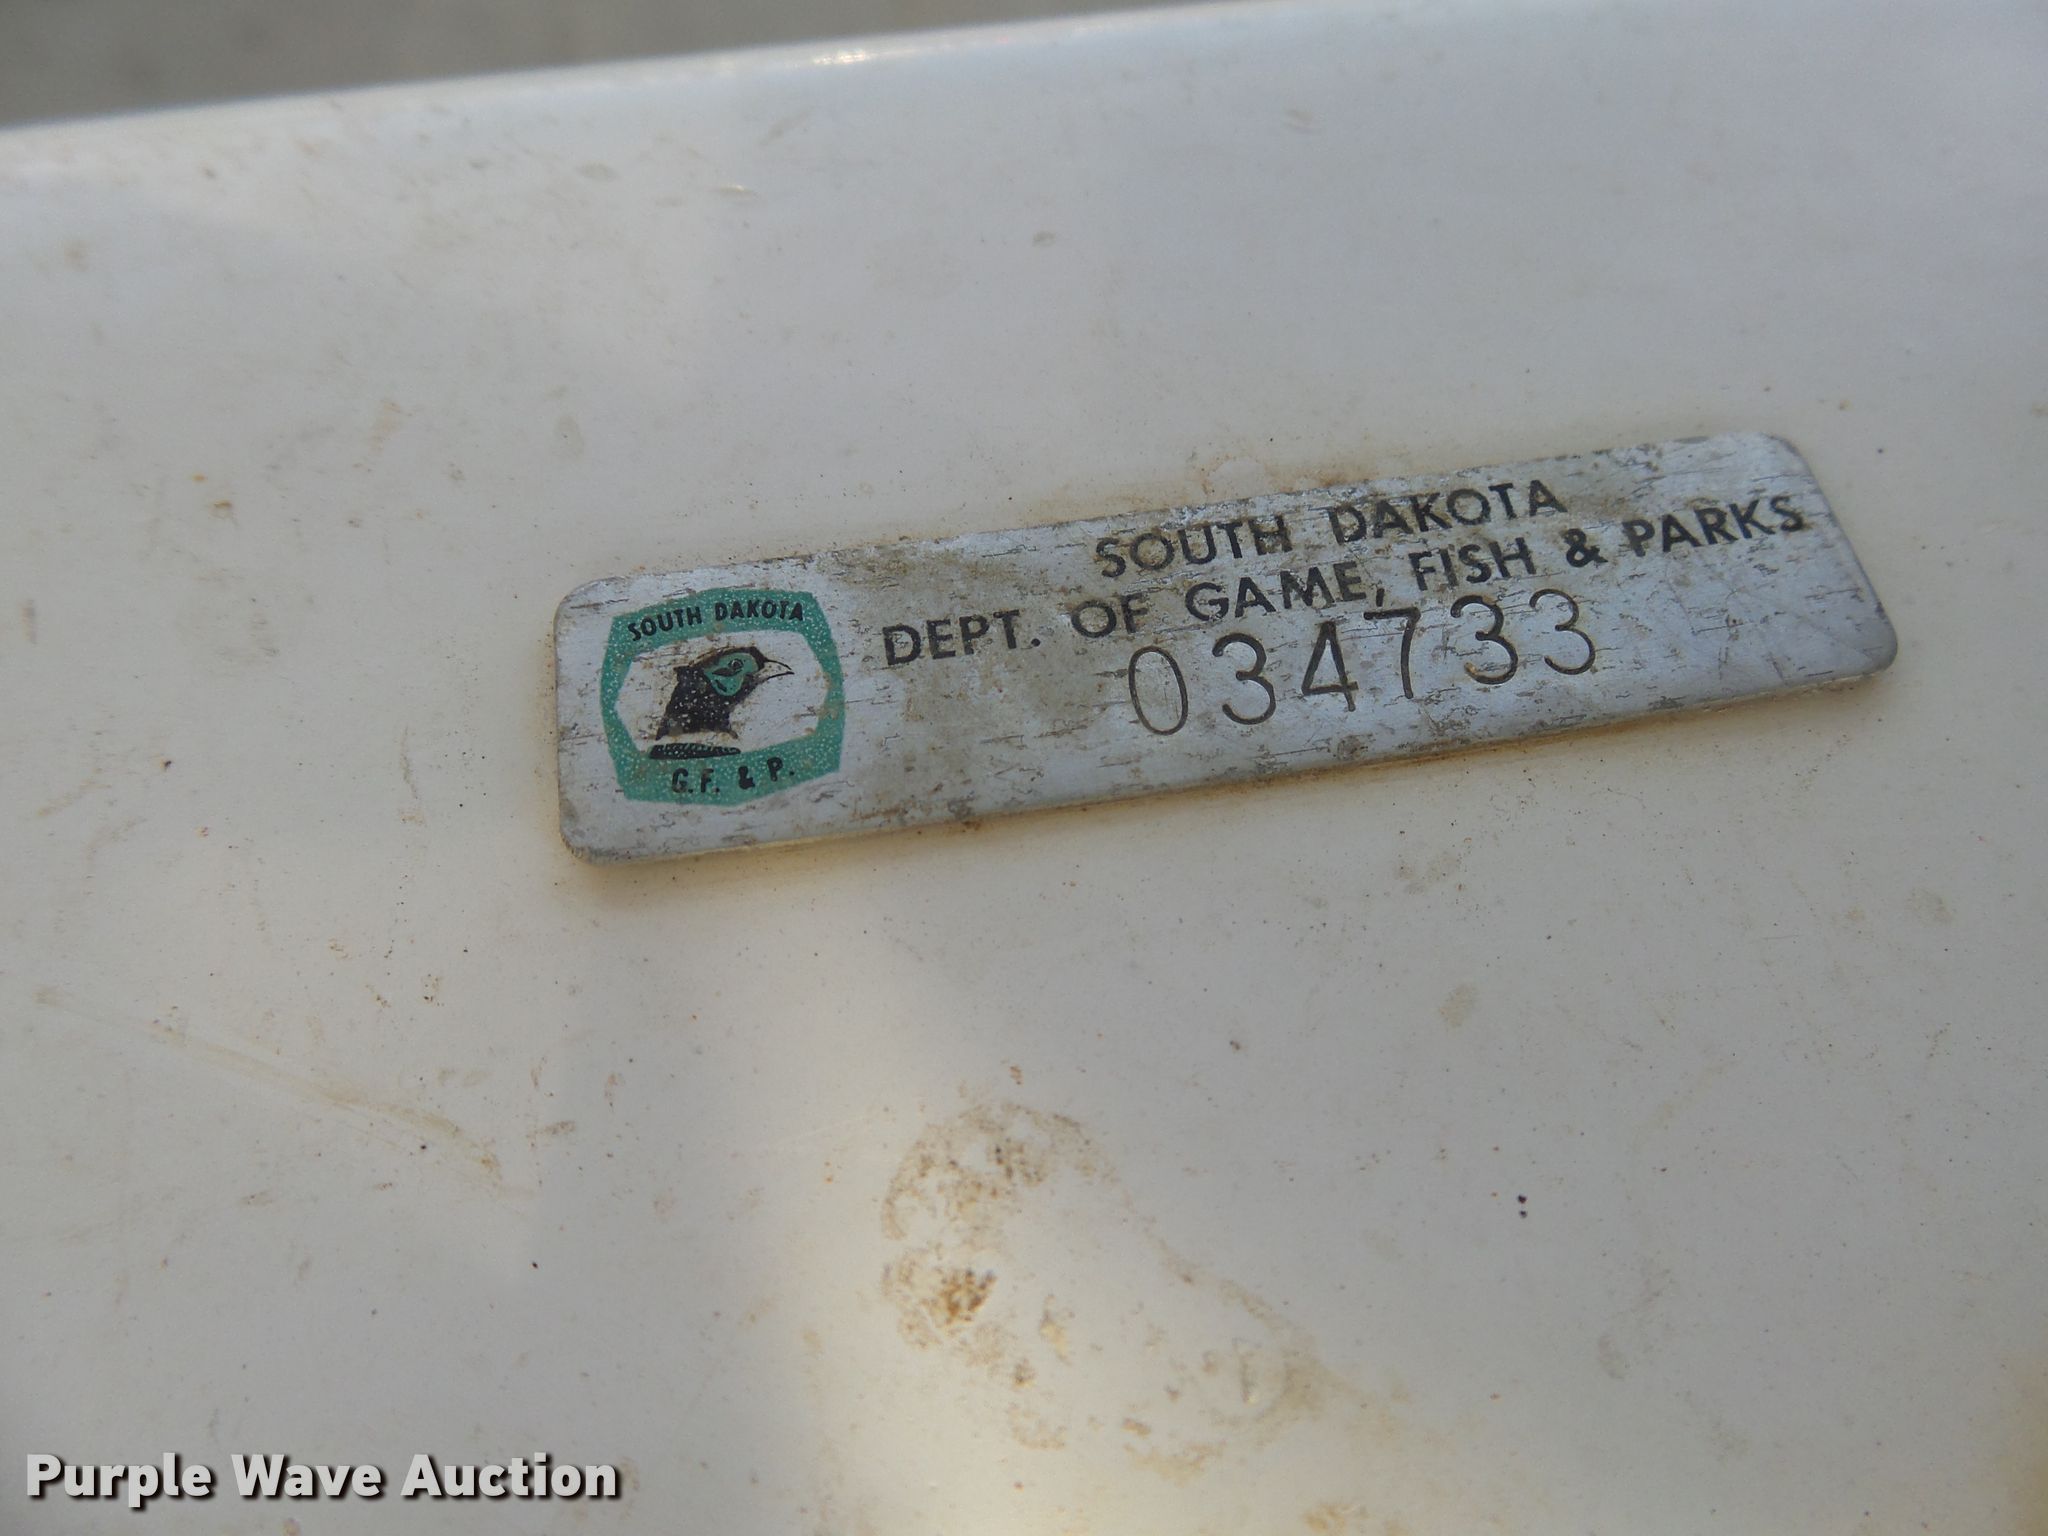 SOUTH DAKOTA
G.F. & P.
SOUTH DAKOTA
DEPT. OF GAME, FISH & PARKS
034733
Purple Wave Auction